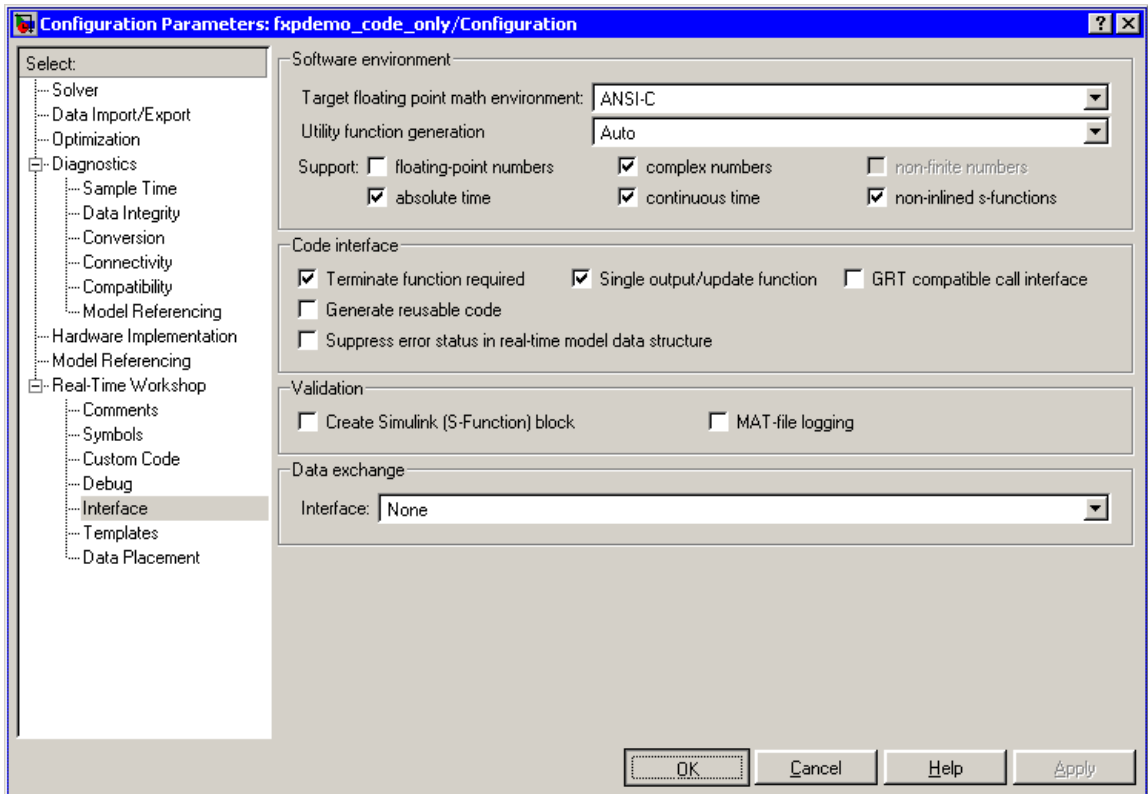 Configuration Parameters: fxpdemo_code_only/Configuration
Select:
Solver
Data Import/Export
Optimization
Diagnostics
Sample Time
Data Integrity
Conversion
Connectivity
Compatibility
Model Referencing
Hardware Implementation
Model Referencing
Real-Time Workshop
Comments
Symbols
Custom Code
Debug
Interface
Templates
Data Placement
Software environment
Target floating point math environment: ANSI-C
Utility function generation Auto
Support: floating-point numbers complex numbers non-finite numbers
absolute time continuous time non-inlined s-functions
Code interface
Terminate function required Single output/update function GRT compatible call interface
Generate reusable code
Suppress error status in real-time model data structure
Validation
Create Simulink (S-Function) block MAT-file logging
Data exchange
Interface: None
OK Cancel Help Apply